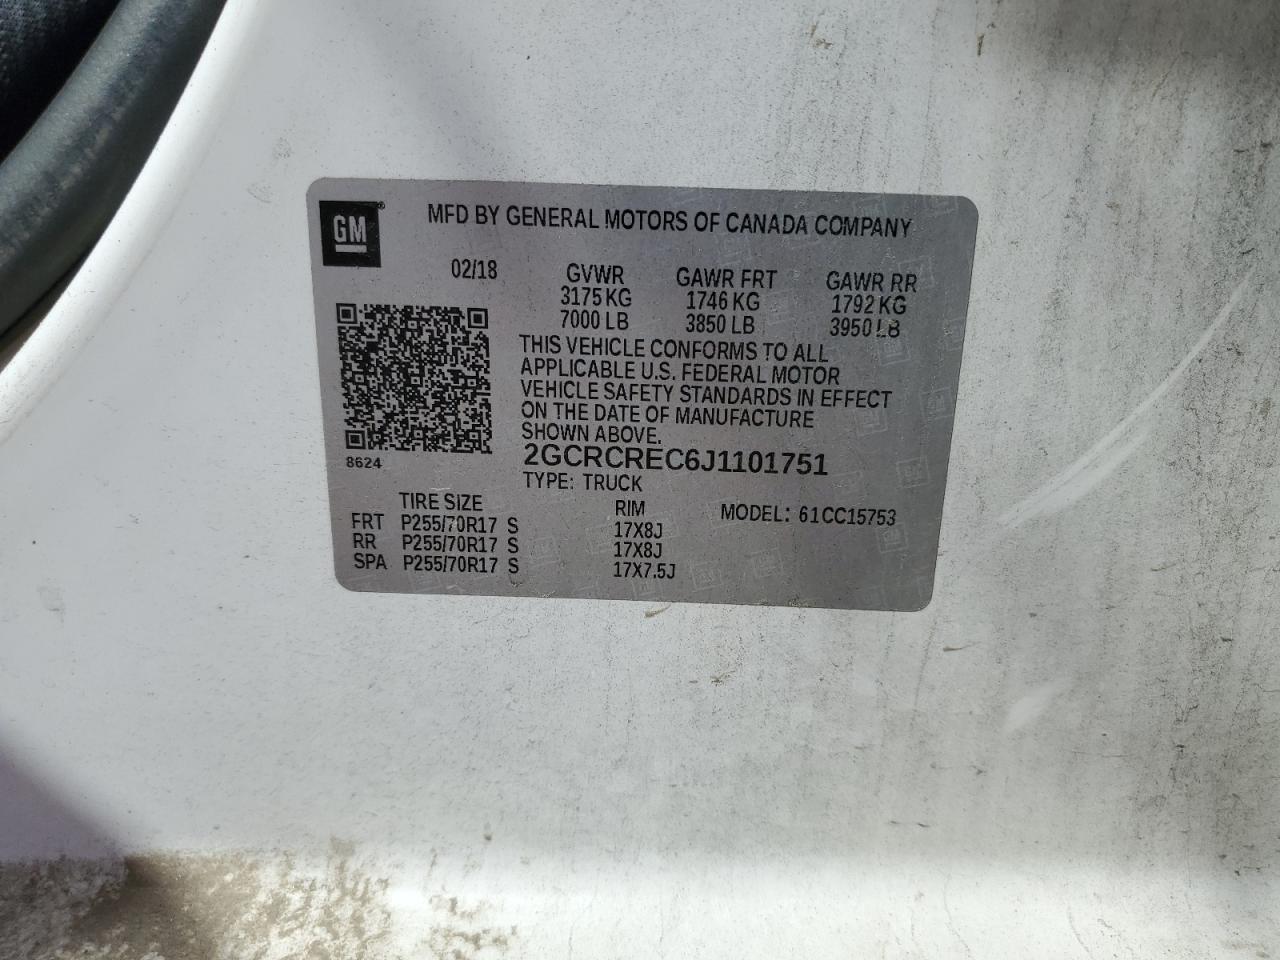 GM
MFD BY GENERAL MOTORS OF CANADA COMPANY
02/18 GVWR GAWR FRT GAWR RR
3175 KG 1746 KG 1792 KG
7000 LB 3850 LB 3950 LB
THIS VEHICLE CONFORMS TO ALL
APPLICABLE U.S. FEDERAL MOTOR
VEHICLE SAFETY STANDARDS IN EFFECT
ON THE DATE OF MANUFACTURE
SHOWN ABOVE.
8624
2GCRCREC6J1101751
TYPE: TRUCK
TIRE SIZE RIM MODEL: 61CC15753
FRT P255/70R17 S 17X8J
RR P255/70R17 S 17X8J
SPA P255/70R17 S 17X7.5J